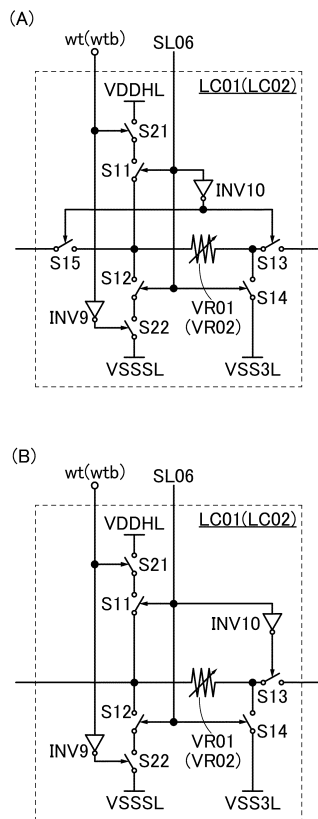 (A)
wt(wtb)
SL06
LC01(LC02)
VDDHL
S21
S11
INV10
S15
S13
S12
S14
INV9
S22
VR01
(VR02)
VSSSL
VSS3L
(B)
wt(wtb)
SL06
LC01(LC02)
VDDHL
S21
S11
INV10
S13
S12
S14
INV9
S22
VR01
(VR02)
VSSSL
VSS3L